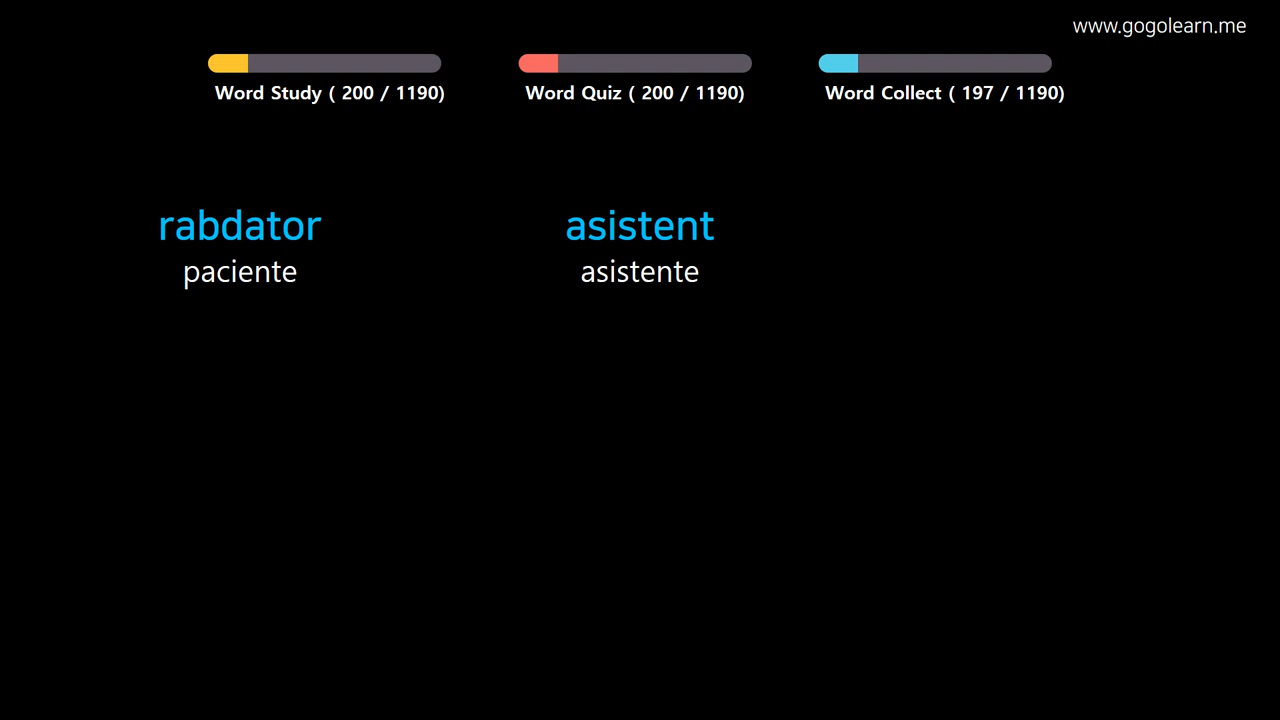 www.gogolearn.me
Word Study ( 200 / 1190)
Word Quiz ( 200 / 1190)
Word Collect ( 197 / 1190)
rabdator
asistent
paciente
asistente